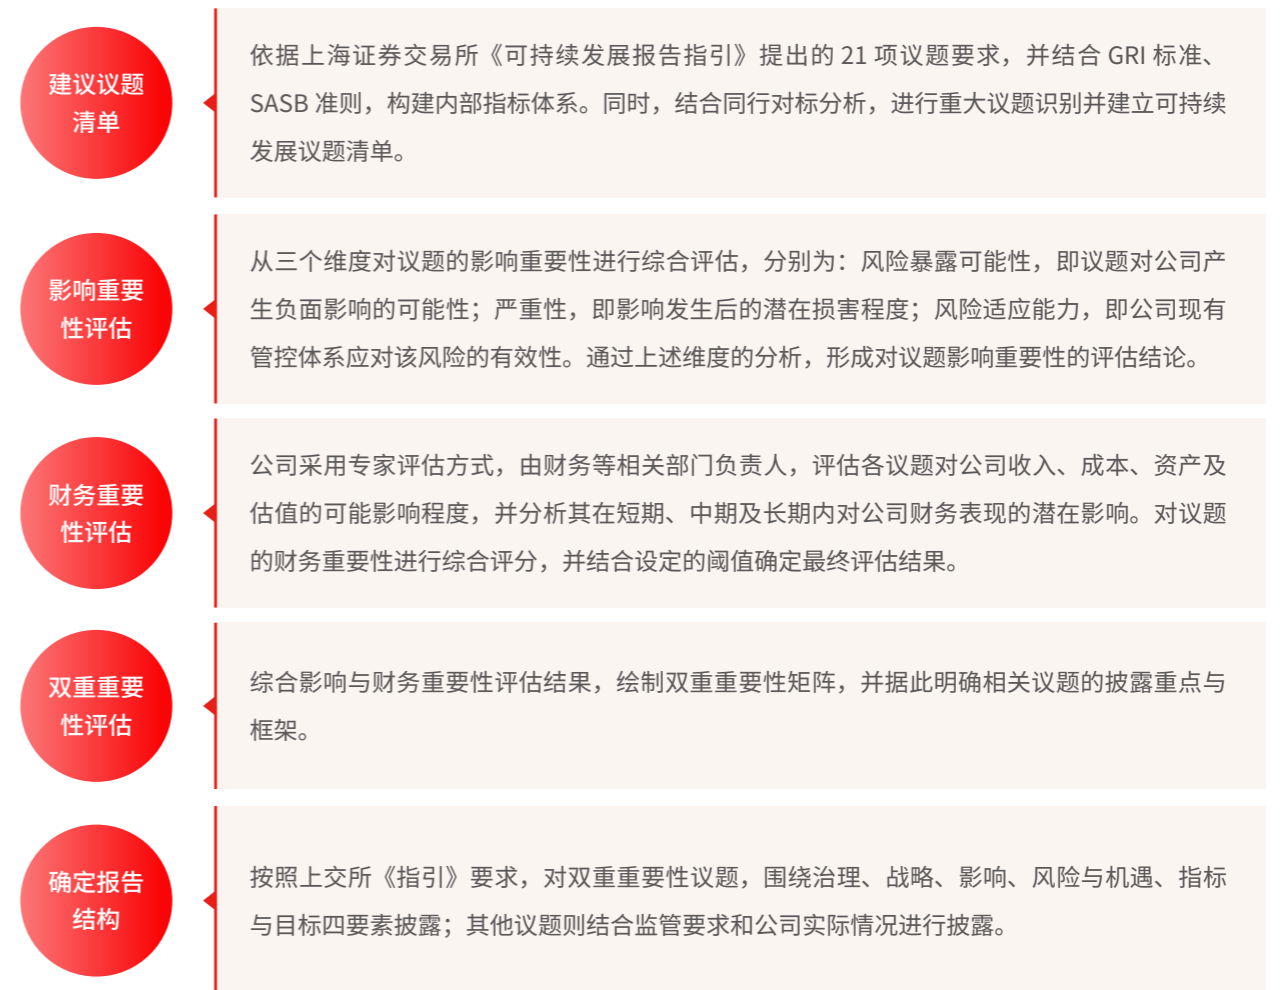 建议议题
清单
依据上海证券交易所《可持续发展报告指引》提出的 21 项议题要求，并结合 GRI 标准、
SASB 准则，构建内部指标体系。同时，结合同行对标分析，进行重大议题识别并建立可持续
发展议题清单。
影响重要
性评估
从三个维度对议题的影响重要性进行综合评估，分别为：风险暴露可能性，即议题对公司产
生负面影响的可能性；严重性，即影响发生后的潜在损害程度；风险适应能力，即公司现有
管控体系应对该风险的有效性。通过上述维度的分析，形成对议题影响重要性的评估结论。
财务重要
性评估
公司采用专家评估方式，由财务等相关部门负责人，评估各议题对公司收入、成本、资产及
估值的可能影响程度，并分析其在短期、中期及长期内对公司财务表现的潜在影响。对议题
的财务重要性进行综合评分，并结合设定的阈值确定最终评估结果。
双重重要
性评估
综合影响与财务重要性评估结果，绘制双重重要性矩阵，并据此明确相关议题的披露重点与
框架。
确定报告
结构
按照上交所《指引》要求，对双重重要性议题，围绕治理、战略、影响、风险与机遇、指标
与目标四要素披露；其他议题则结合监管要求和公司实际情况进行披露。